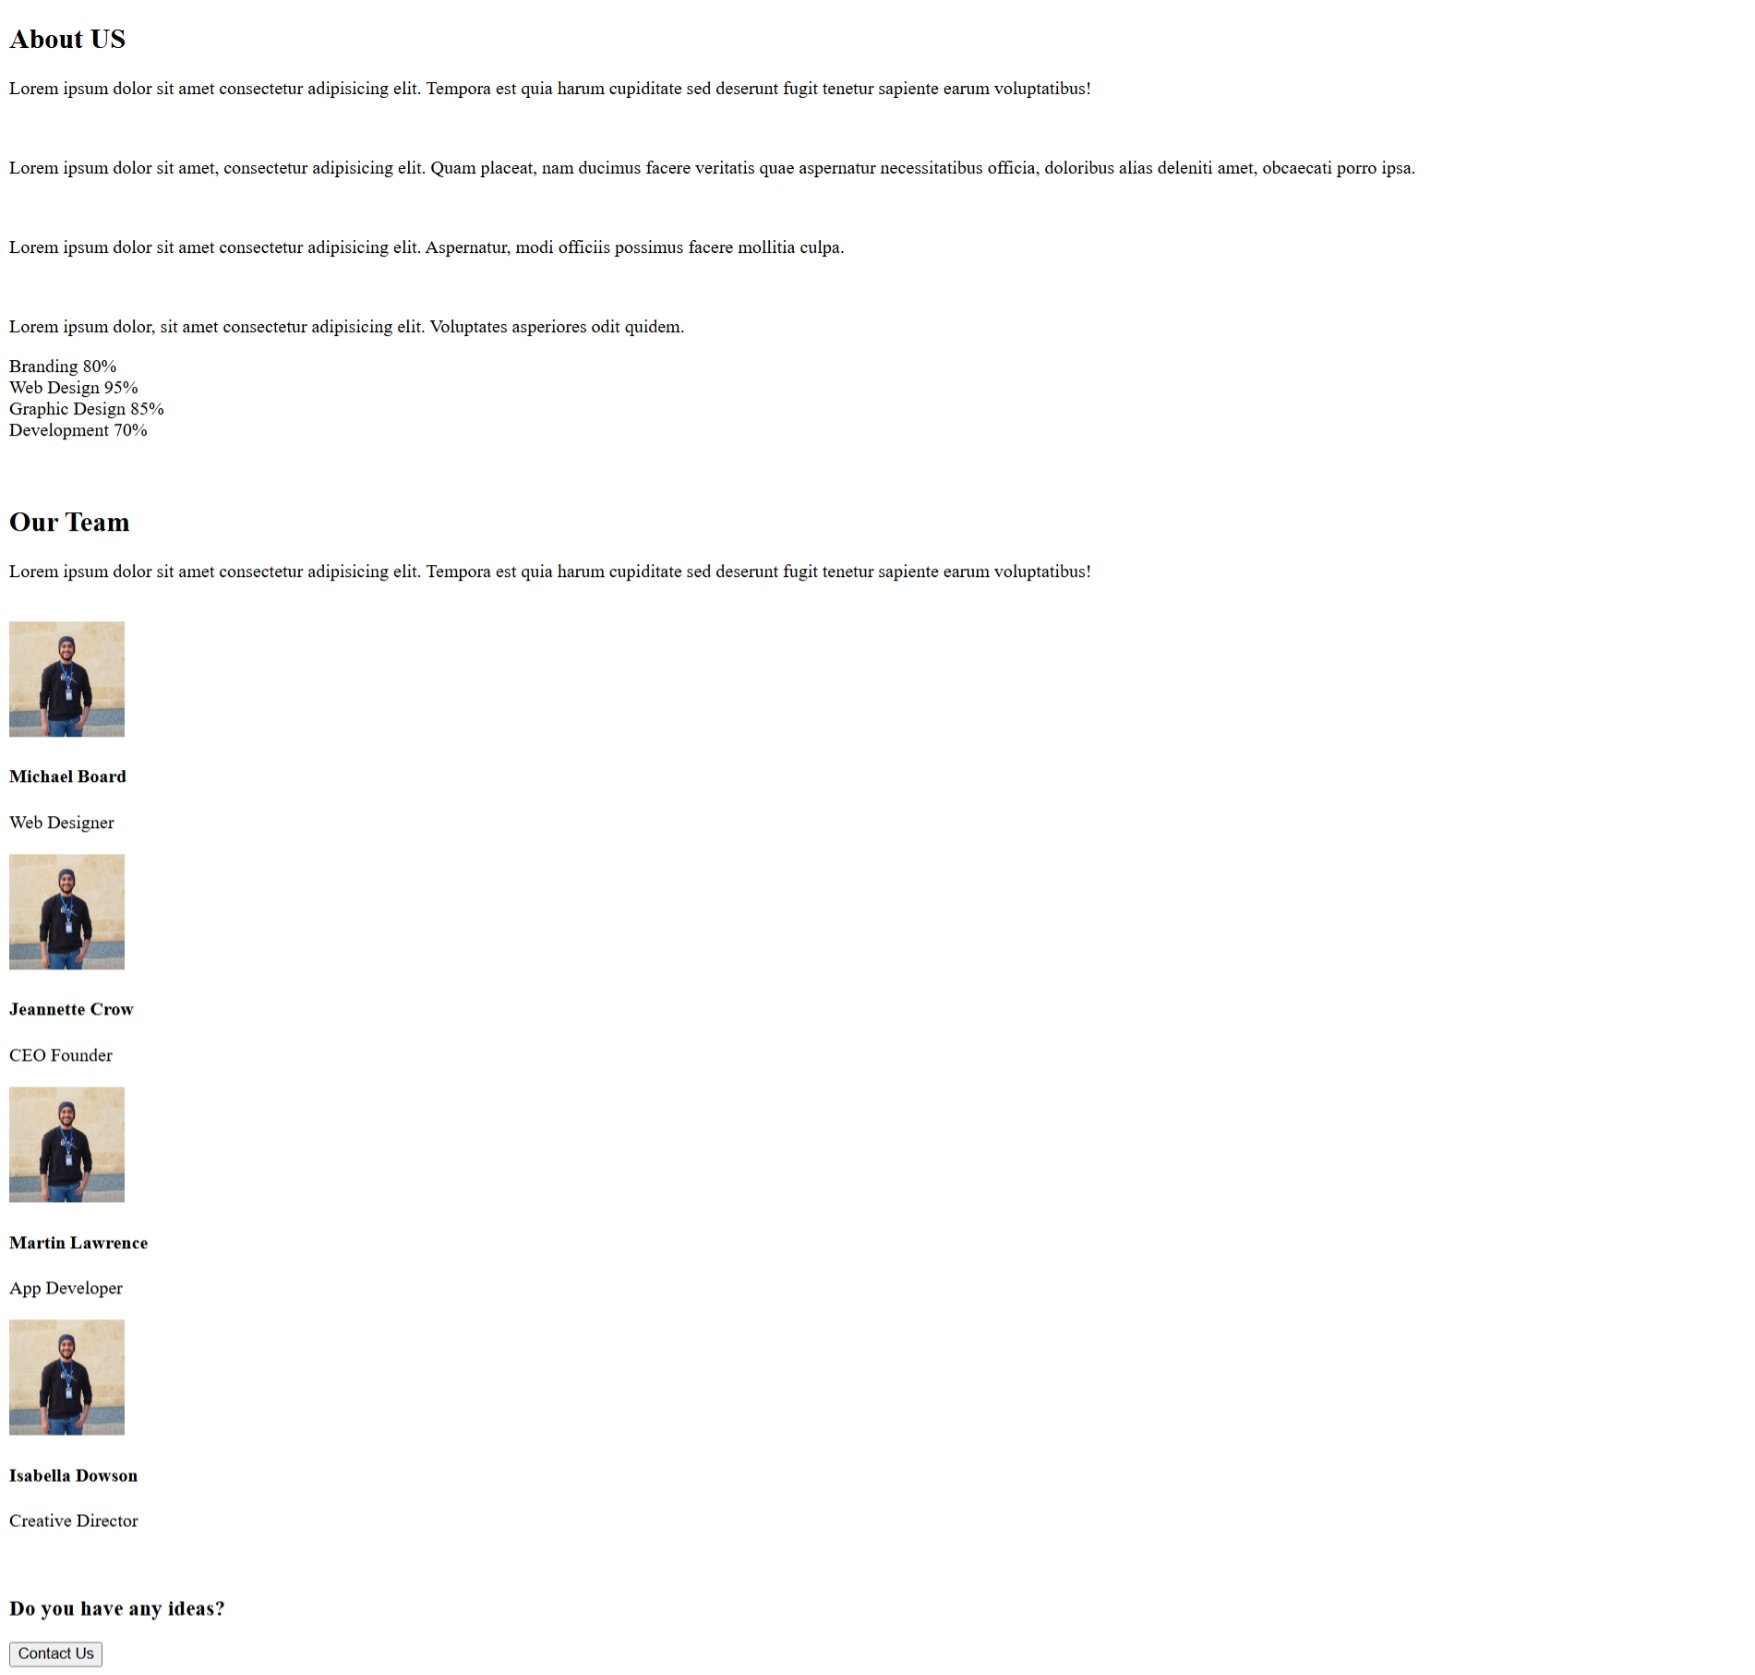 About US
Lorem ipsum dolor sit amet consectetur adipisicing elit. Tempora est quia harum cupiditate sed deserunt fugit tenetur sapiente earum voluptatibus!
Lorem ipsum dolor sit amet, consectetur adipisicing elit. Quam placeat, nam ducimus facere veritatis quae aspernatur necessitatibus officia, doloribus alias deleniti amet, obcaecati porro ipsa.
Lorem ipsum dolor sit amet consectetur adipisicing elit. Aspernatur, modi officiis possimus facere mollitia culpa.
Lorem ipsum dolor, sit amet consectetur adipisicing elit. Voluptates asperiores odit quidem.
Branding 80%
Web Design 95%
Graphic Design 85%
Development 70%
Our Team
Lorem ipsum dolor sit amet consectetur adipisicing elit. Tempora est quia harum cupiditate sed deserunt fugit tenetur sapiente earum voluptatibus!
Michael Board
Web Designer
Jeannette Crow
CEO Founder
Martin Lawrence
App Developer
Isabella Dowson
Creative Director
Do you have any ideas?
Contact Us